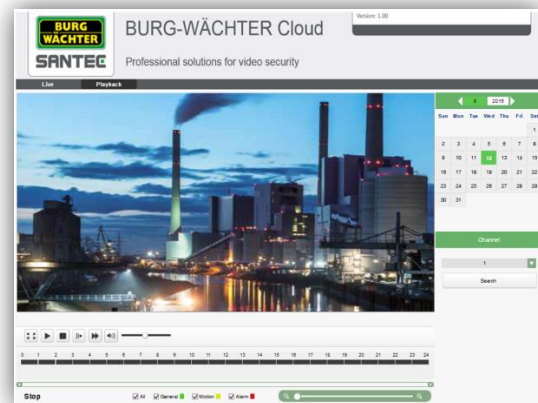 BURG
WÄCHTER
SANTEC
BURG-WÄCHTER Cloud
Professional solutions for video security
Version: 1.00
Live Playback
2015
Sun Mon Tue Wed Thu Fri Sat
1
2 3 4 5 6 7 8
9 10 11 12 13 14 15
16 17 18 19 20 21 22
23 24 25 26 27 28 29
30 31
Channel
1
Search
0 1 2 3 4 5 6 7 8 9 10 11 12 13 14 15 16 17 18 19 20 21 22 23 24
Stop
All General Motion Alarm